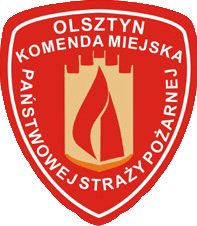 OLSZTYN
KOMENDA MIEJSKA
PAŃSTWOWEJ STRAŻY POŻARNEJ